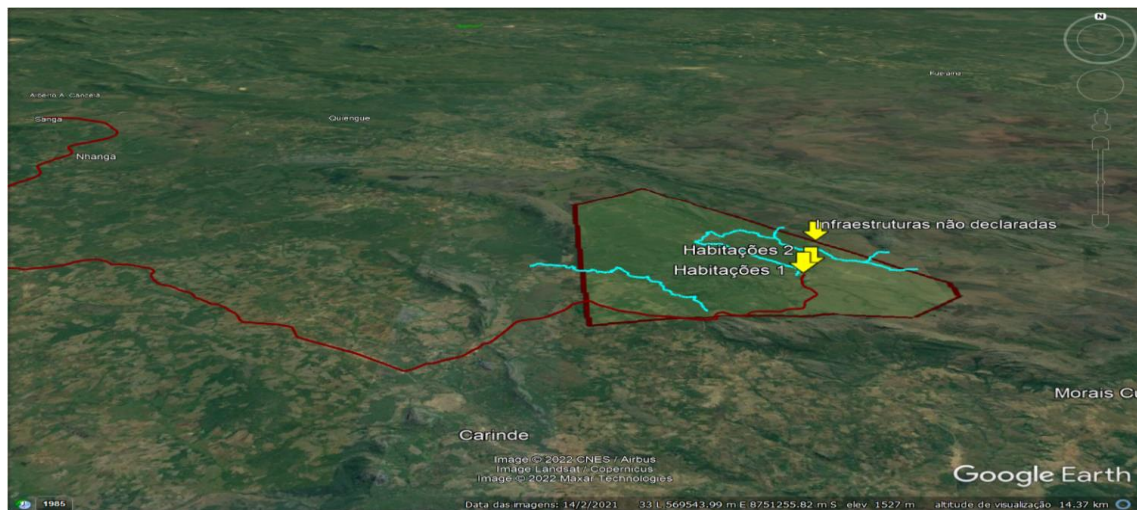 N
Quiengue
Sanga
Nhanga
Infraestruturas não declaradas
Habitações 2
Habitações 1
Morais Cu
Carinde
Image © 2022 CNES / Airbus
Image Landsat / Copernicus
Image © 2022 Maxar Technologies
Google Earth
1985
Data das imagens: 14/2/2021 33 L 569543.99 m E 8751255.82 m S elev 1527 m altitude de visualização 14.37 km